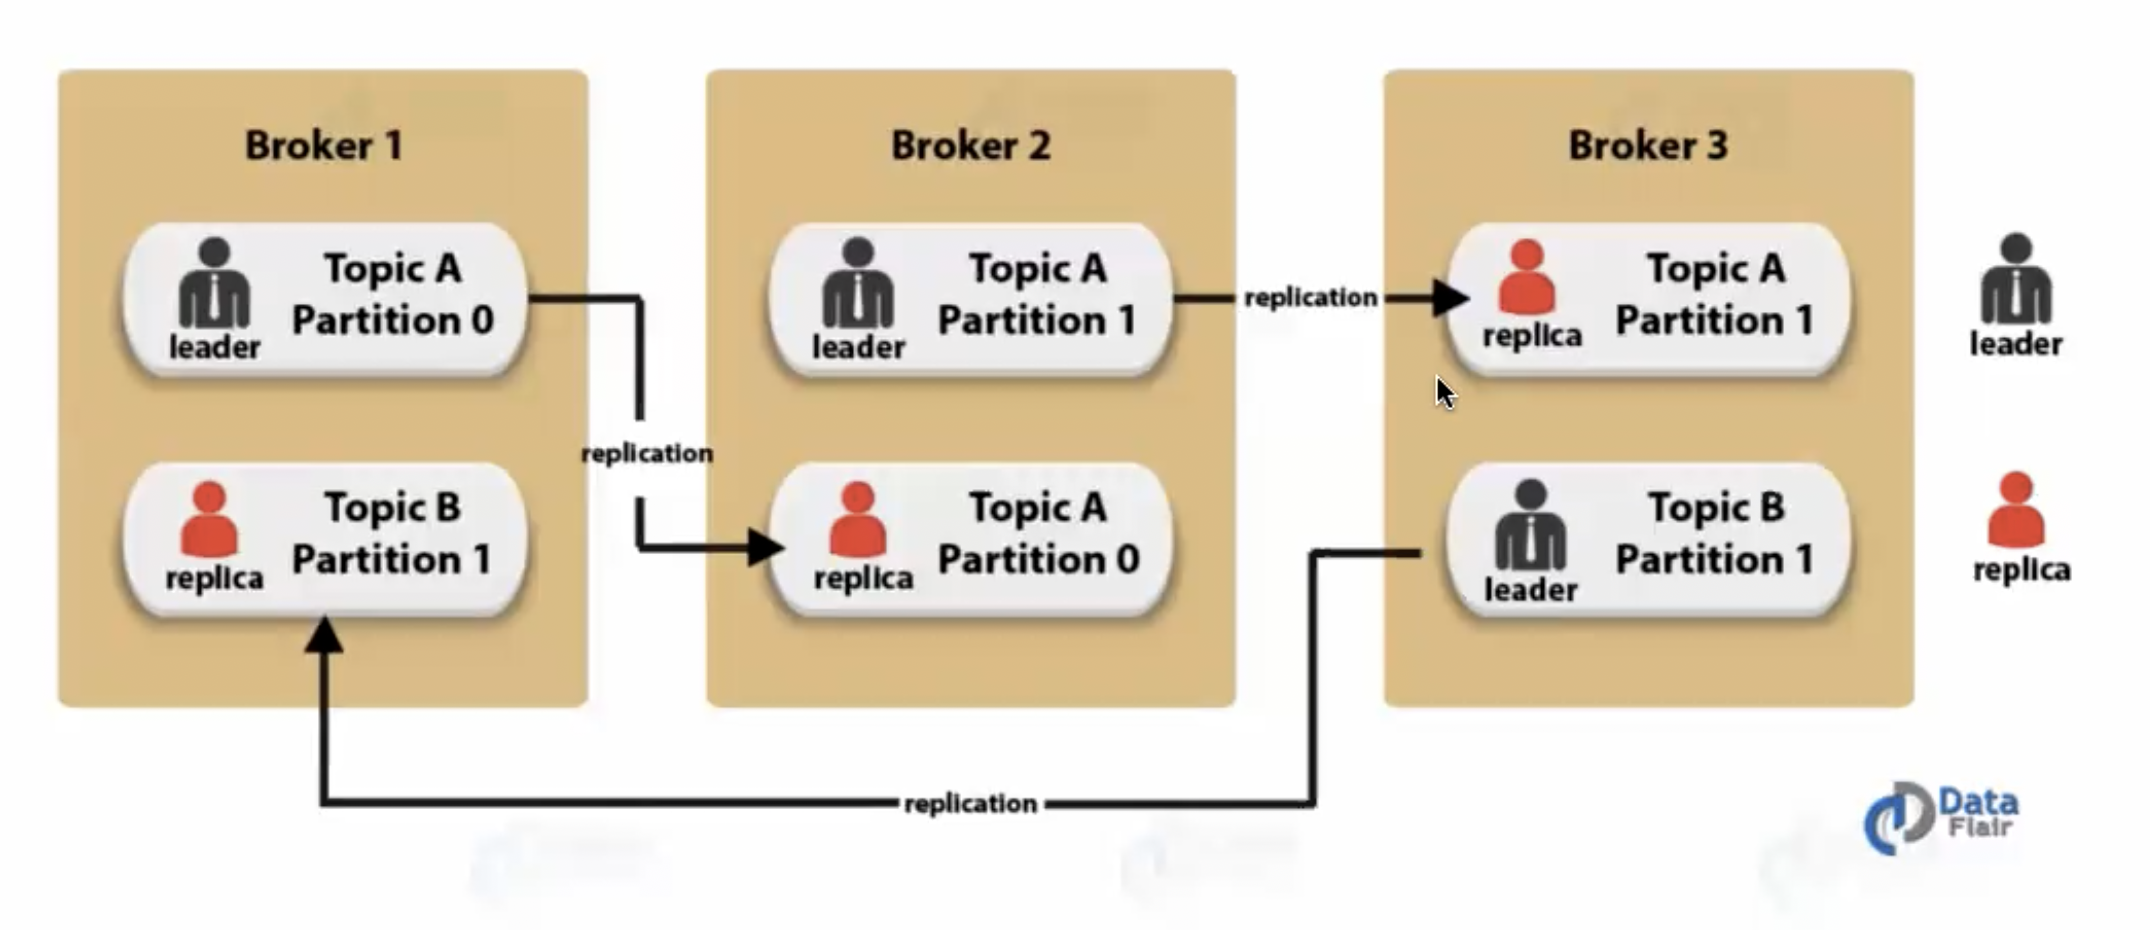 Broker 1
Topic A
Partition 0
leader
Topic B
Partition 1
replica
replication
Broker 2
Topic A
Partition 1
leader
Topic A
Partition 0
replica
replication
Broker 3
Topic A
Partition 1
replica
Topic B
Partition 1
leader
replication
leader
replica
Data
Flair